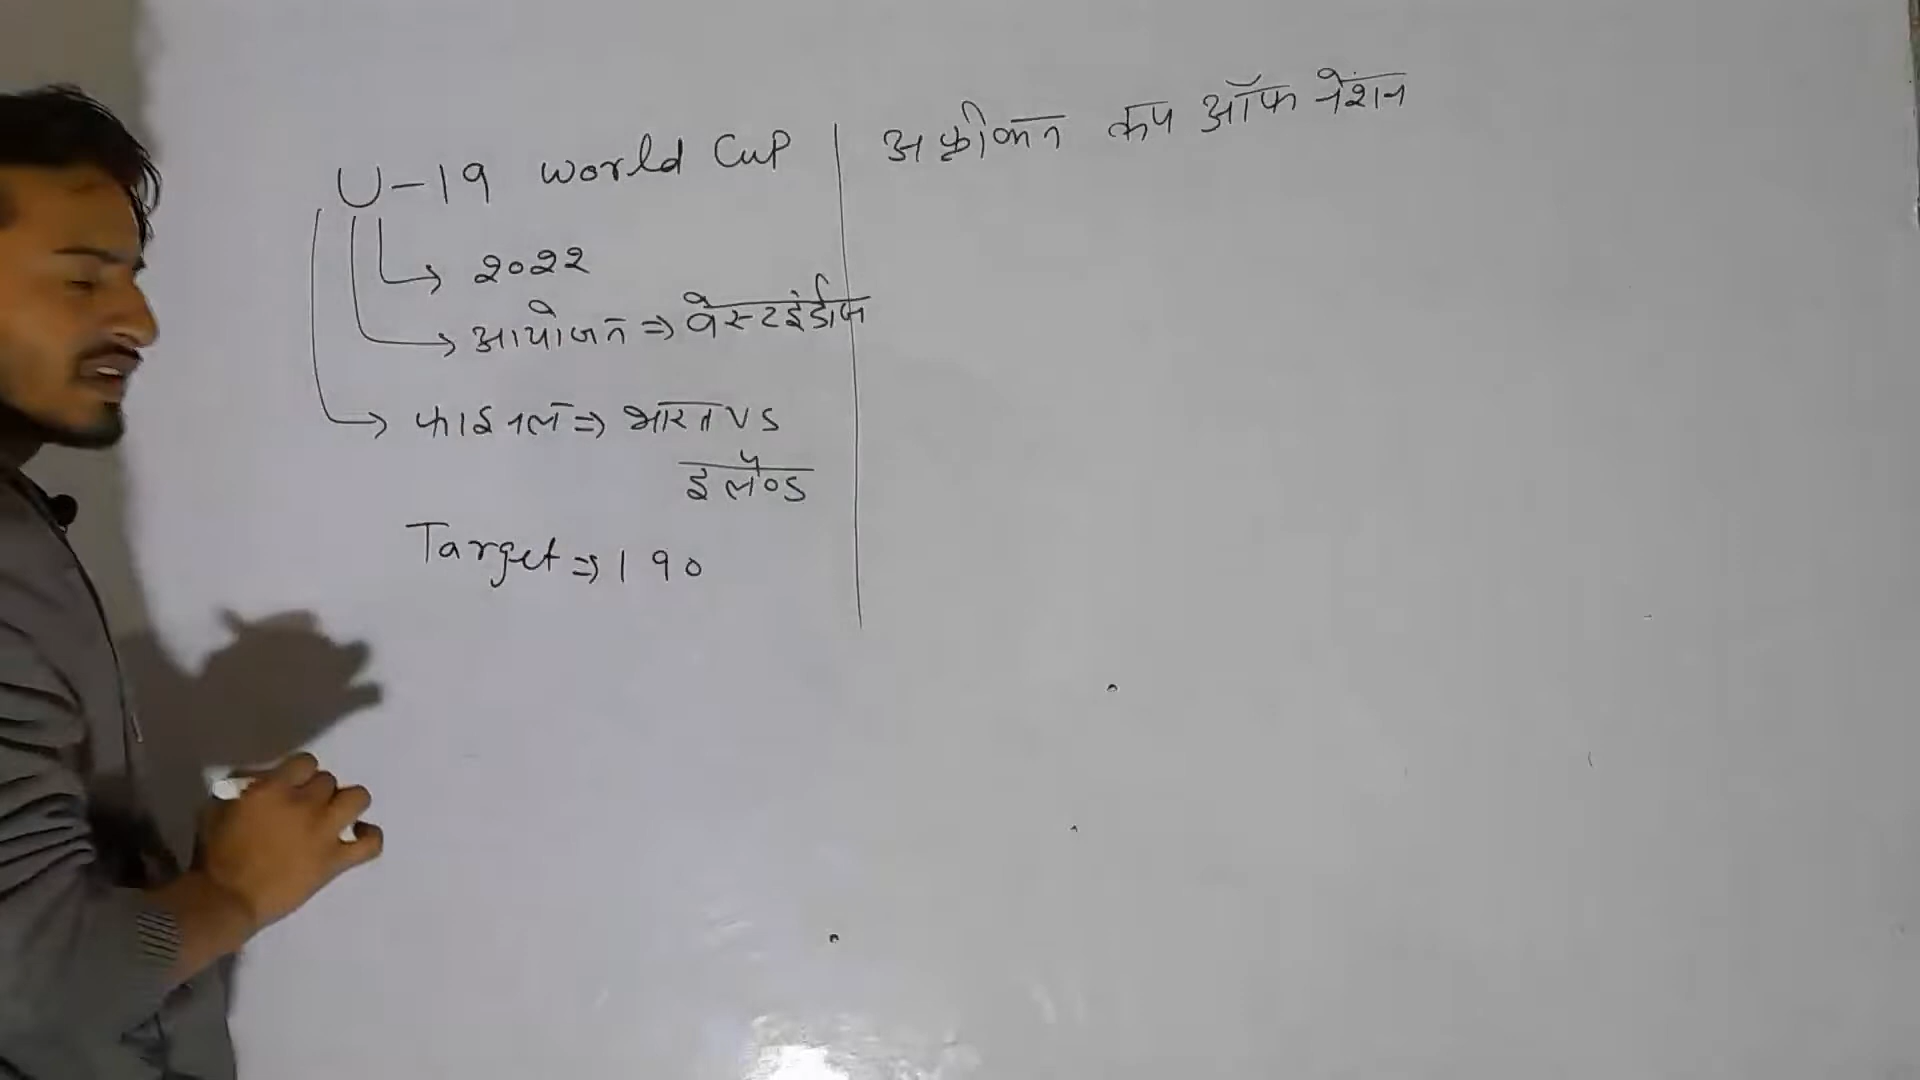 U-19 world Cup
→ 2022
→ आयोजन ⇒ वेस्टइंडीज
→ फाइनल ⇒ भारत VS
इंग्लैण्ड
Target ⇒ 190
अफ्रीकन कप ऑफ नेशन